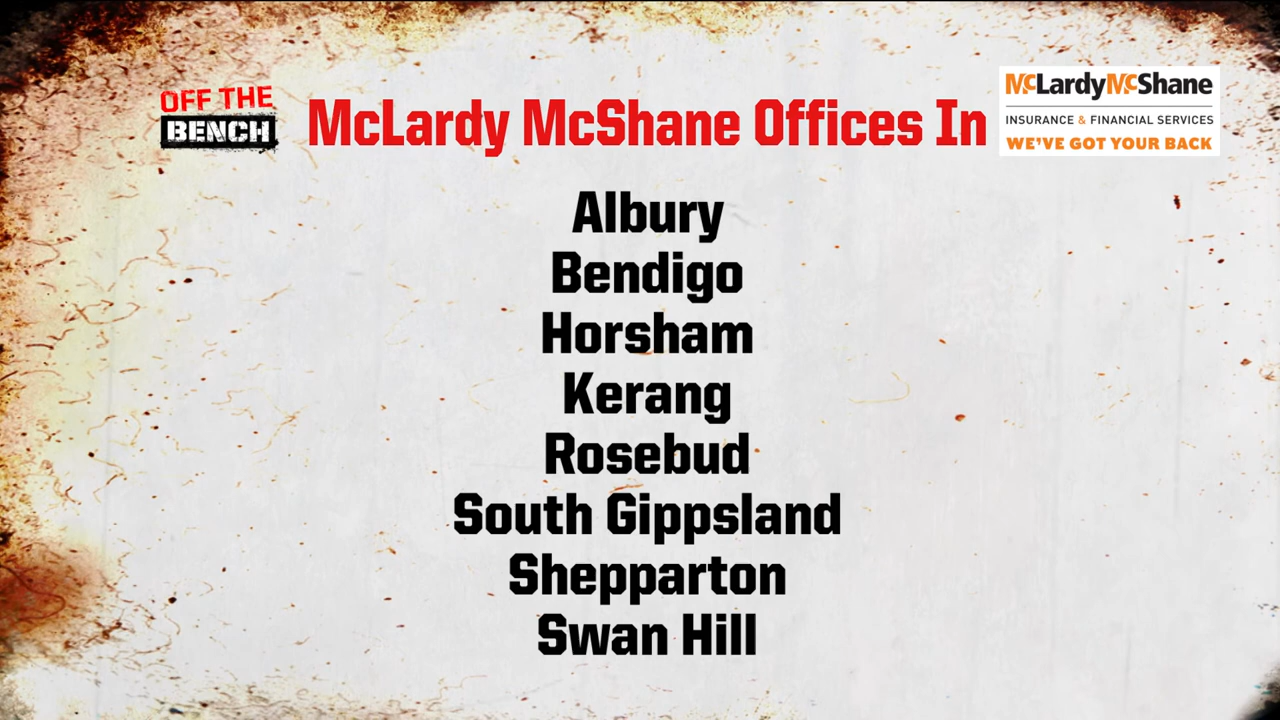 OFF THE
BENCH
McLardy McShane Offices In
McLardyMcShane
INSURANCE & FINANCIAL SERVICES
WE'VE GOT YOUR BACK
Albury
Bendigo
Horsham
Kerang
Rosebud
South Gippsland
Shepparton
Swan Hill